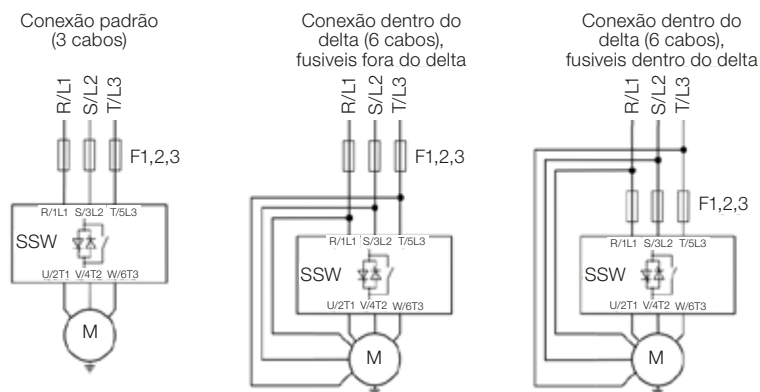 Conexão padrão
(3 cabos)
R/L1
S/L2
T/L3
F1,2,3
R/1L1 S/3L2 T/5L3
SSW
U/2T1 V/4T2 W/6T3
M
Conexão dentro do
delta (6 cabos),
fusiveis fora do delta
R/L1
S/L2
T/L3
F1,2,3
R/1L1 S/3L2 T/5L3
SSW
U/2T1 V/4T2 W/6T3
M
Conexão dentro do
delta (6 cabos),
fusiveis dentro do delta
R/L1
S/L2
T/L3
F1,2,3
R/1L1 S/3L2 T/5L3
SSW
U/2T1 V/4T2 W/6T3
M